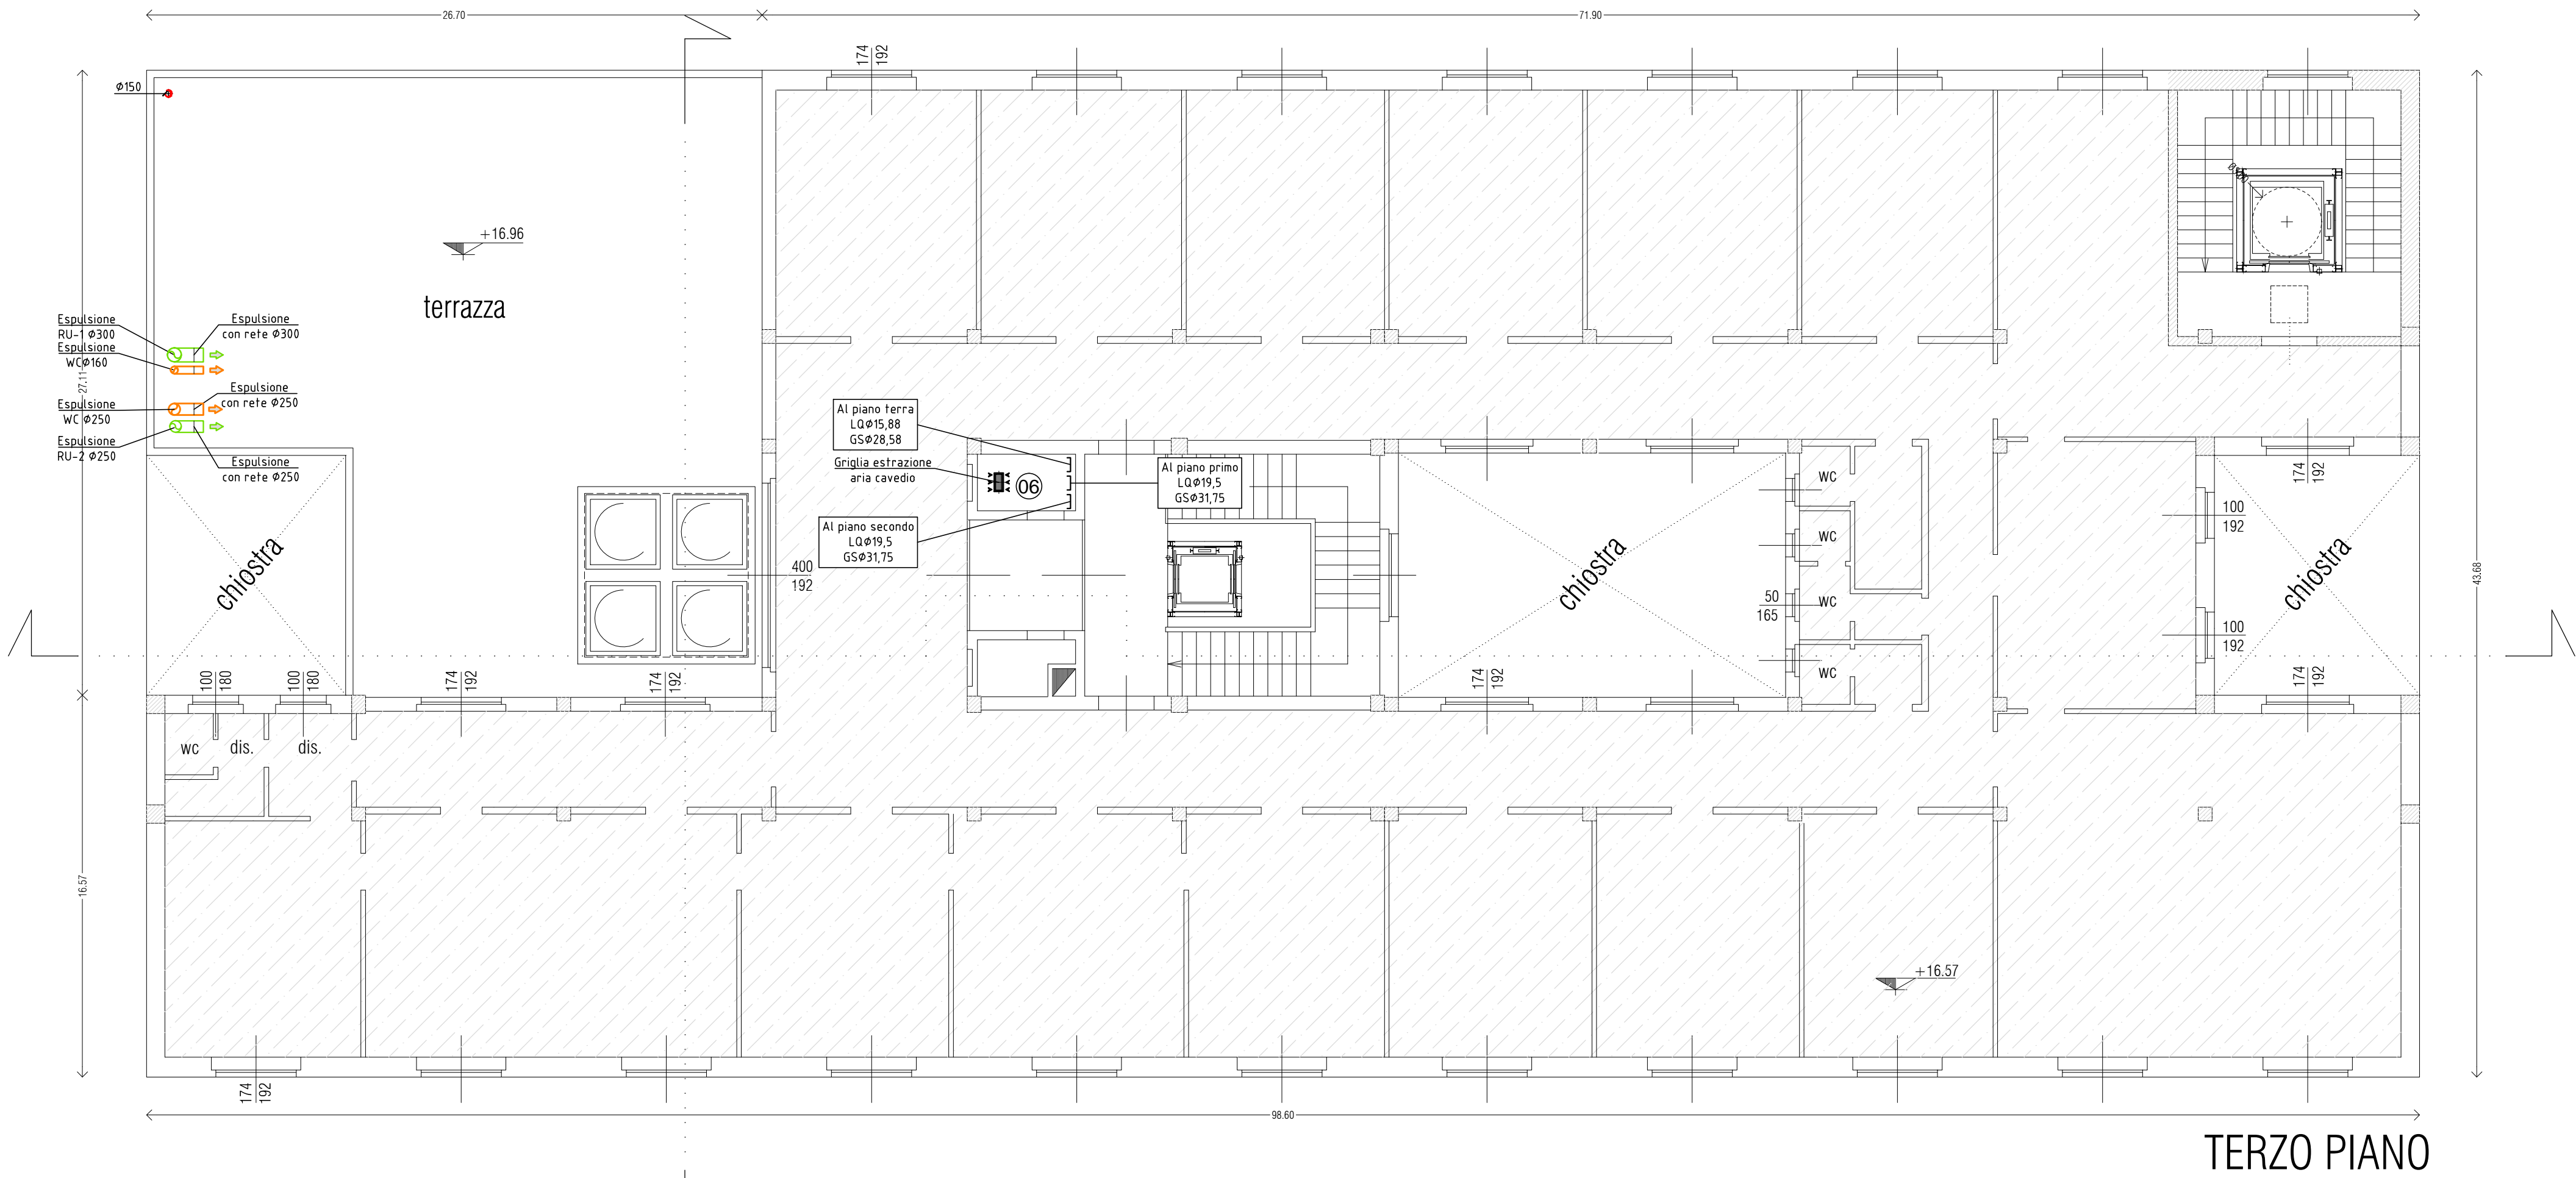 26.70
71.90
174
192
Ø150
+16.96
terrazza
Espulsione
RU-1 Ø300
Espulsione
con rete Ø300
Espulsione
WCØ160
27.11
Espulsione
con rete Ø250
Espulsione
WC Ø250
Espulsione
RU-2 Ø250
Espulsione
con rete Ø250
Al piano terra
LQØ15,88
GSØ28,58
Griglia estrazione
aria cavedio
06
Al piano primo
LQØ19,5
GSØ31,75
Al piano secondo
LQØ19,5
GSØ31,75
WC
WC
WC
WC
174
192
100
192
100
192
174
192
43.68
chiostra
chiostra
chiostra
400
192
50
165
100
180
100
180
174
192
174
192
174
192
wc
dis.
dis.
16.57
+16.57
174
192
98.60
TERZO PIANO